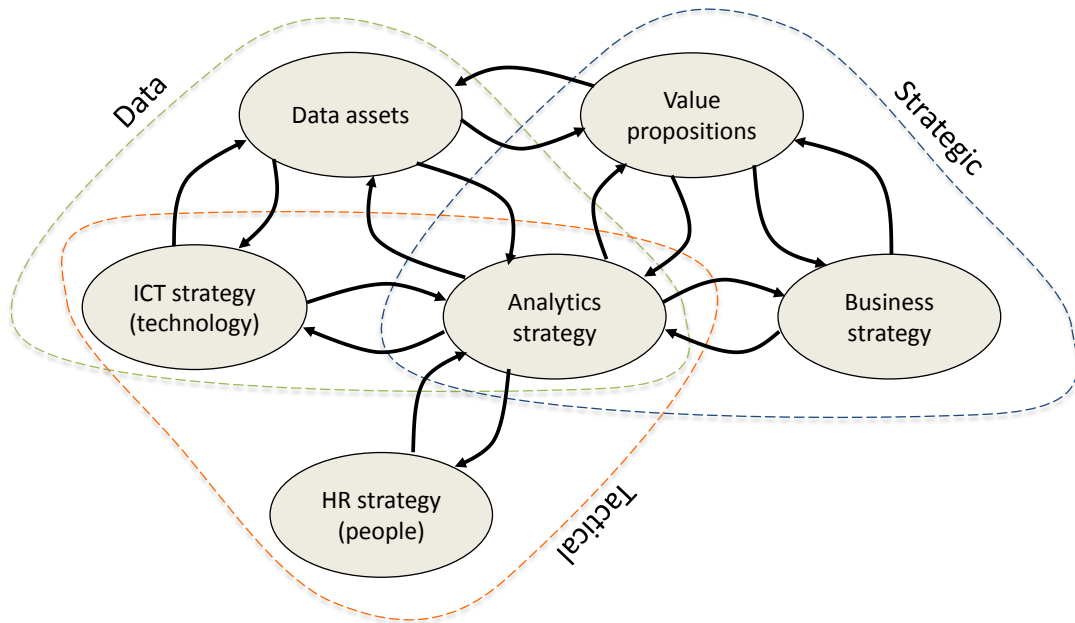 Data
Strategic
Data assets
Value
propositions
ICT strategy
(technology)
Analytics
strategy
Business
strategy
HR strategy
(people)
Tactical